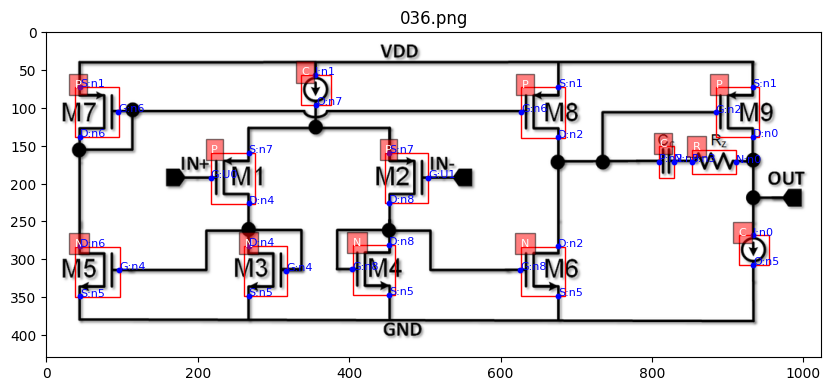 036.png
VDD
GND
M7
M8
M9
M1
M2
M5
M3
M4
M6
IN+
IN-
OUT
Rz
P
S:n1
G:n6
D:n6
C
I:n1
O:n7
P
S:n1
G:n6
D:n2
P
S:n1
G:n2
D:n0
P
S:n7
G:U0
D:n4
P
S:n7
G:U1
D:n8
C
R
N
D:n6
G:n4
S:n5
N
D:n4
G:n4
S:n5
N
D:n8
G:n8
S:n5
N
D:n2
G:n8
S:n5
C
I:n0
O:n5
0
50
100
150
200
250
300
350
400
0
200
400
600
800
1000